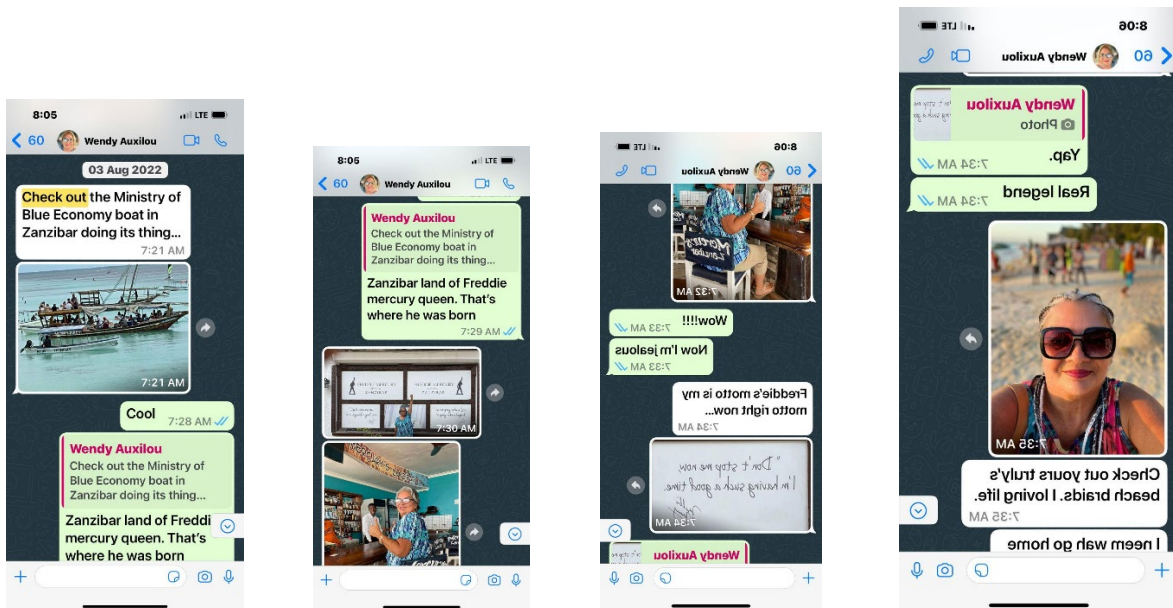 8:05
LTE
60
Wendy Auxilou
03 Aug 2022
Check out the Ministry of
Blue Economy boat in
Zanzibar doing its thing...
7:21 AM
7:21 AM
Cool
7:28 AM
Wendy Auxilou
Check out the Ministry of
Blue Economy boat in
Zanzibar doing its thing...
Zanzibar land of Freddi
mercury queen. That's
where he was born
8:05
LTE
60
Wendy Auxilou
Wendy Auxilou
Check out the Ministry of
Blue Economy boat in
Zanzibar doing its thing...
Zanzibar land of Freddie
mercury queen. That's
where he was born
7:29 AM
7:30 AM
8:06
LTE
60
Wendy Auxilou
Mercury's
Zanzibar
7:32 AM
Wow!!!!
7:33 AM
Now I'm jealous
7:33 AM
Freddie's motto is my
motto right now...
7:34 AM
"Don't stop me now
I'm having such a good time
7:34 AM
Wendy Auxilou
8:06
LTE
60
Wendy Auxilou
Wendy Auxilou
Photo
Yap.
7:34 AM
Real legend
7:34 AM
7:35 AM
Check out yours truly's
beach braids. I loving life.
7:35 AM
I neem wah go home